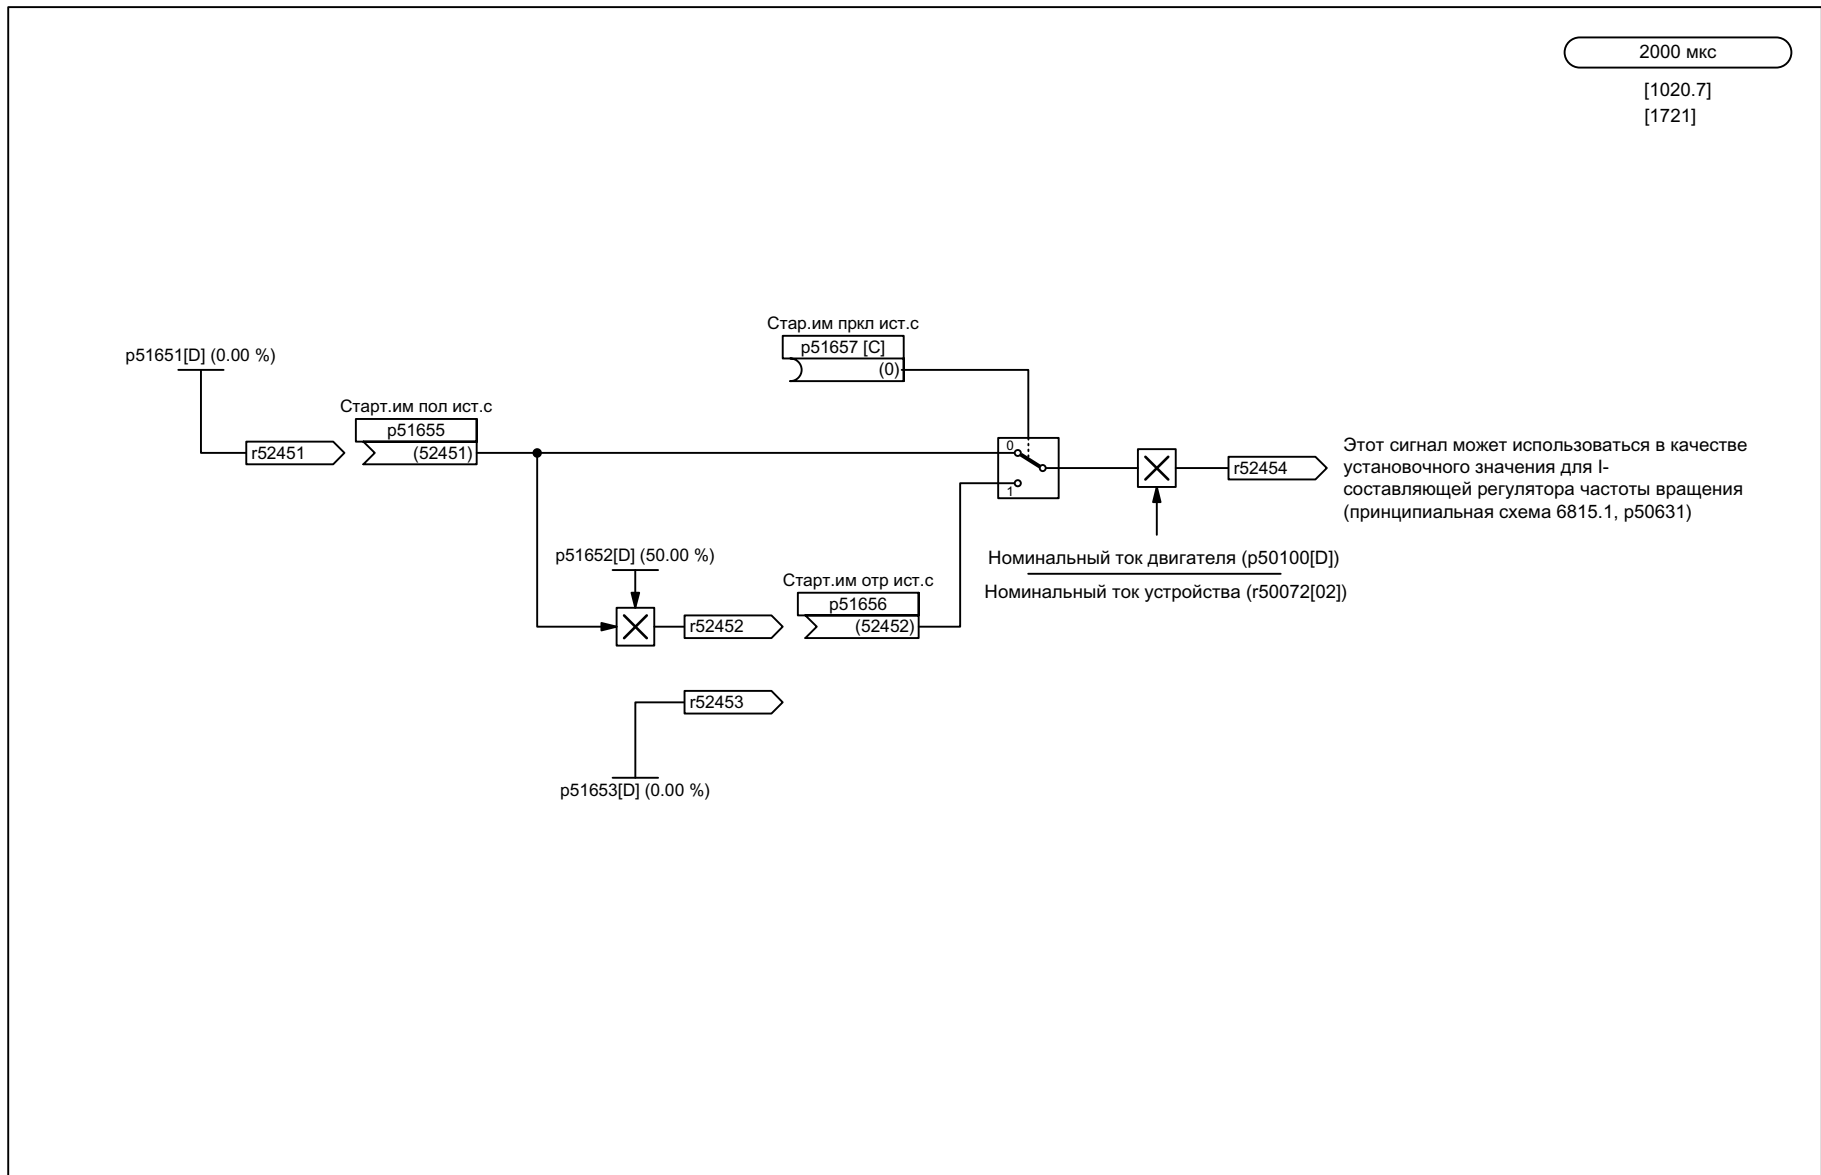 2000 мкс
[1020.7]
[1721]
Стар.им пркл ист.с
p51657 [C]
(0)
p51651[D] (0.00 %)
Старт.им пол ист.с
p51655
r52451
(52451)
0
1
r52454
Этот сигнал может использоваться в качестве
установочного значения для I-
составляющей регулятора частоты вращения
(принципиальная схема 6815.1, p50631)
p51652[D] (50.00 %)
Номинальный ток двигателя (p50100[D])
Номинальный ток устройства (r50072[02])
Старт.им отр ист.с
p51656
r52452
(52452)
r52453
p51653[D] (0.00 %)